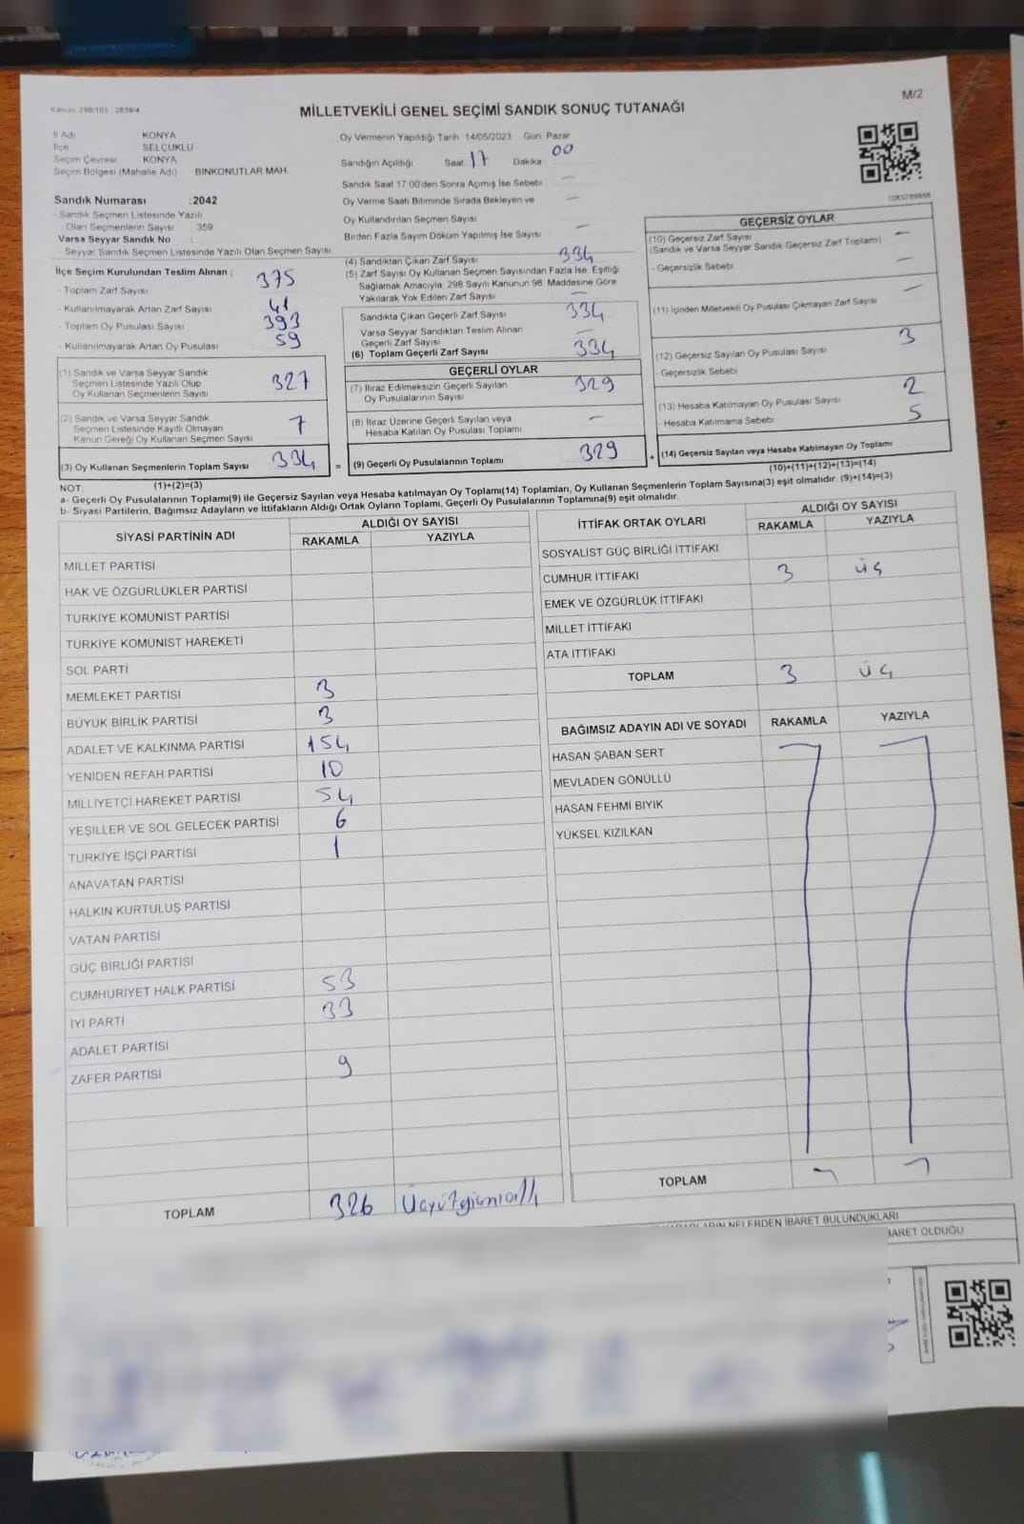 Kanun: 298/105 : 2839/4
M/2
MİLLETVEKİLİ GENEL SEÇİMİ SANDIK SONUÇ TUTANAĞI
İl Adı KONYA
İlçe SELÇUKLU
Seçim Çevresi KONYA
Seçim Bölgesi (Mahalle Adı) BİNKONUTLAR MAH.
Sandık Numarası : 2042
- Sandık Seçmen Listesinde Yazılı
Olan Seçmenlerin Sayısı : 359
Varsa Seyyar Sandık No :
- Seyyar Sandık Seçmen Listesinde Yazılı Olan Seçmen Sayısı
İlçe Seçim Kurulundan Teslim Alınan :
- Toplam Zarf Sayısı 375
- Kullanılmayarak Artan Zarf Sayısı 41
- Toplam Oy Pusulası Sayısı 393
- Kullanılmayarak Artan Oy Pusulası 59
(1) Sandık ve Varsa Seyyar Sandık
Seçmen Listesinde Yazılı Olup
Oy Kullanan Seçmenlerin Sayısı 327
(2) Sandık ve Varsa Seyyar Sandık
Seçmen Listesinde Kayıtlı Olmayan
Kanun Gereği Oy Kullanan Seçmen Sayısı 7
(3) Oy Kullanan Seçmenlerin Toplam Sayısı 334
(1)+(2)=(3)
Oy Vermenin Yapıldığı Tarih 14/05/2023 Gün: Pazar
Sandığın Açıldığı Saat 17 Dakika 00
Sandık Saat 17:00'den Sonra Açılmış İse Sebebi —
Oy Verme Saati Bitiminde Sırada Bekleyen ve
Oy Kullandırılan Seçmen Sayısı —
Birden Fazla Sayım Döküm Yapılmış İse Sayısı —
(4) Sandıktan Çıkan Zarf Sayısı 334
(5) Zarf Sayısı Oy Kullanan Seçmen Sayısından Fazla İse, Eşitliği
Sağlamak Amacıyla, 298 Sayılı Kanunun 98. Maddesine Göre
Yakılarak Yok Edilen Zarf Sayısı —
Sandıkta Çıkan Geçerli Zarf Sayısı 334
Varsa Seyyar Sandıktan Teslim Alınan
Geçerli Zarf Sayısı —
(6) Toplam Geçerli Zarf Sayısı 334
GEÇERLİ OYLAR
(7) İtiraz Edilmeksizin Geçerli Sayılan
Oy Pusulalarının Sayısı 329
(8) İtiraz Üzerine Geçerli Sayılan veya
Hesaba Katılan Oy Pusulası Toplamı —
= (9) Geçerli Oy Pusulalarının Toplamı 329
GEÇERSİZ OYLAR
(10) Geçersiz Zarf Sayısı —
(Sandık ve Varsa Seyyar Sandık Geçersiz Zarf Toplamı)
- Geçersizlik Sebebi —
(11) İçinden Milletvekili Oy Pusulası Çıkmayan Zarf Sayısı —
(12) Geçersiz Sayılan Oy Pusulası Sayısı 3
- Geçersizlik Sebebi
(13) Hesaba Katılmayan Oy Pusulası Sayısı 2
Hesaba Katılmama Sebebi
+ (14) Geçersiz Sayılan veya Hesaba Katılmayan Oy Toplamı 5
(10)+(11)+(12)+(13)=(14)
NOT:
a- Geçerli Oy Pusulalarının Toplamı(9) ile Geçersiz Sayılan veya Hesaba katılmayan Oy Toplamı(14) Toplamları, Oy Kullanan Seçmenlerin Toplam Sayısına(3) eşit olmalıdır. (9)+(14)=(3)
b- Siyasi Partilerin, Bağımsız Adayların ve İttifakların Aldığı Ortak Oyların Toplamı, Geçerli Oy Pusulalarının Toplamına(9) eşit olmalıdır.
SİYASİ PARTİNİN ADI ALDIĞI OY SAYISI
RAKAMLA YAZIYLA
MİLLET PARTİSİ
HAK VE ÖZGÜRLÜKLER PARTİSİ
TÜRKİYE KOMÜNİST PARTİSİ
TÜRKİYE KOMÜNİST HAREKETİ
SOL PARTİ
MEMLEKET PARTİSİ 3
BÜYÜK BİRLİK PARTİSİ 3
ADALET VE KALKINMA PARTİSİ 154
YENİDEN REFAH PARTİSİ 10
MİLLİYETÇİ HAREKET PARTİSİ 54
YEŞİLLER VE SOL GELECEK PARTİSİ 6
TÜRKİYE İŞÇİ PARTİSİ 1
ANAVATAN PARTİSİ
HALKIN KURTULUŞ PARTİSİ
VATAN PARTİSİ
GÜÇ BİRLİĞİ PARTİSİ
CUMHURİYET HALK PARTİSİ 53
İYİ PARTİ 33
ADALET PARTİSİ
ZAFER PARTİSİ 9
TOPLAM 326 Üçyüzyirmialtı
İTTİFAK ORTAK OYLARI ALDIĞI OY SAYISI
RAKAMLA YAZIYLA
SOSYALİST GÜÇ BİRLİĞİ İTTİFAKI
CUMHUR İTTİFAKI 3 üç
EMEK VE ÖZGÜRLÜK İTTİFAKI
MİLLET İTTİFAKI
ATA İTTİFAKI
TOPLAM 3 üç
BAĞIMSIZ ADAYIN ADI VE SOYADI RAKAMLA YAZIYLA
HASAN ŞABAN SERT
MEVLADEN GÖNÜLLÜ
HASAN FEHMİ BIYIK
YÜKSEL KIZILKAN
TOPLAM
NELERDEN İBARET BULUNDUKLARI
İBARET OLDUĞU